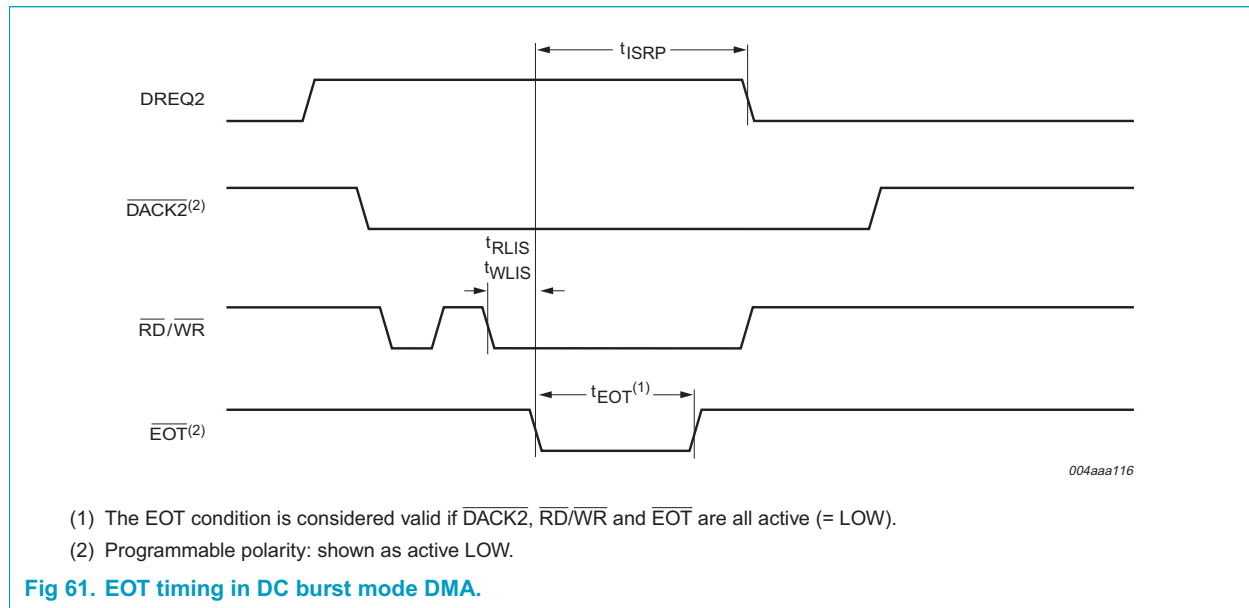 tISRP
DREQ2
DACK2(2)
tRLIS
tWLIS
RD/WR
tEOT(1)
EOT(2)
004aaa116
(1) The EOT condition is considered valid if DACK2, RD/WR and EOT are all active (= LOW).
(2) Programmable polarity: shown as active LOW.
Fig 61. EOT timing in DC burst mode DMA.